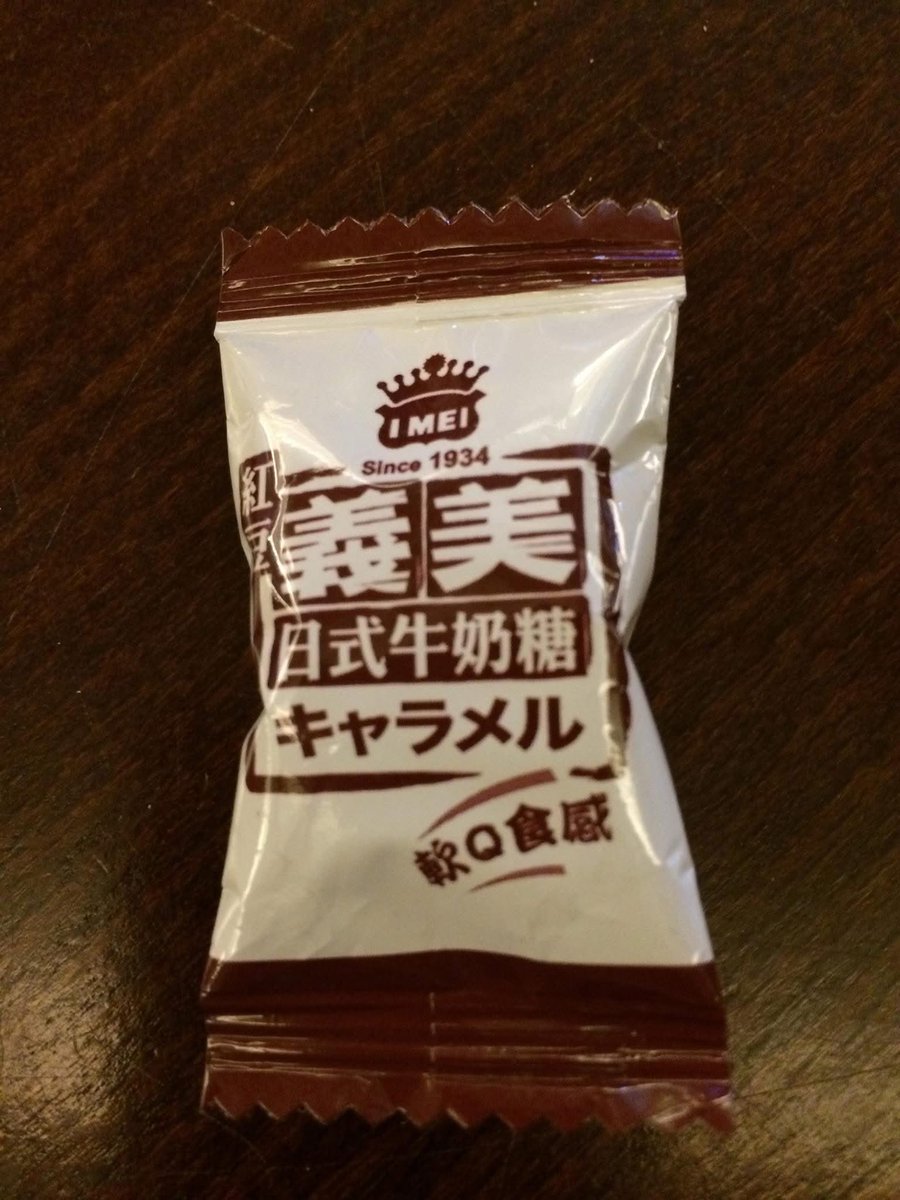 I MEI
Since 1934
紅豆
義美
日式牛奶糖
キャラメル
軟Q食感